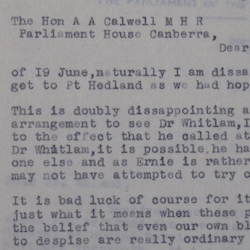 The Hon A A Calwell M H R
Parliament House Canberra,
Dear
of 19 June,naturally I am dissa
get to Pt Hedland as we had hop
This is doubly dissappointing a
arrangement to see Dr Whitlam,I
to the effect that he called at
Dr Whitlam,it is possible he ha
one else and as Ernie is rather
may not have attempted to try o
It is bad luck of course for it
just what it means when these p
the belief that even our own bl
to despise are really ordinar